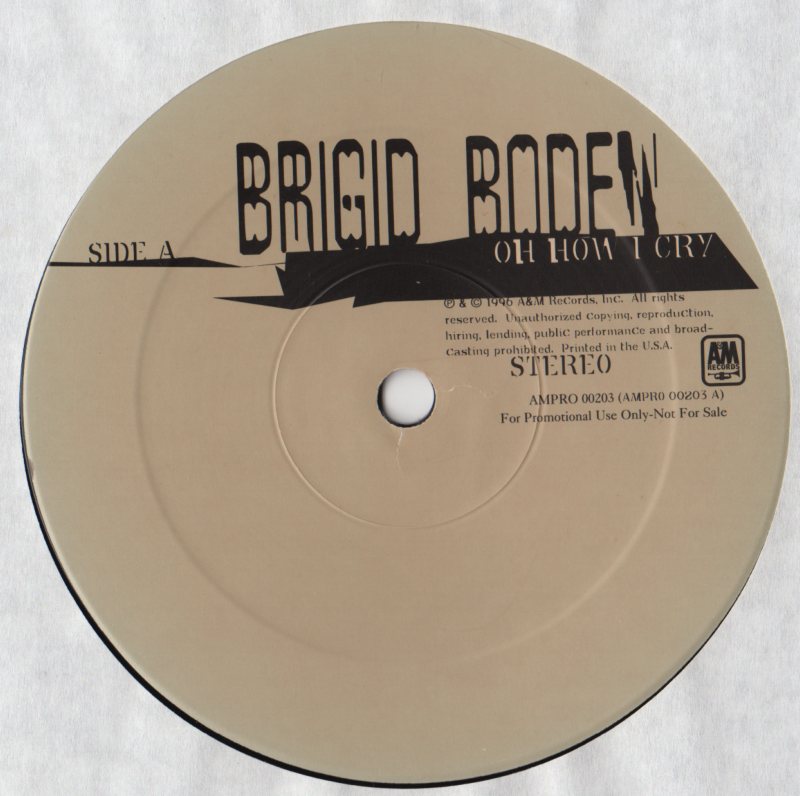 BRIGID BODEN
SIDE A
OH HOW I CRY
℗ & © 1996 A&M Records, Inc. All rights
reserved. Unauthorized copying, reproduction,
hiring, lending, public performance and broad-
casting prohibited. Printed in the U.S.A.
STEREO
A&M
RECORDS
AMPRO 00203 (AMPRO 00203 A)
For Promotional Use Only-Not For Sale